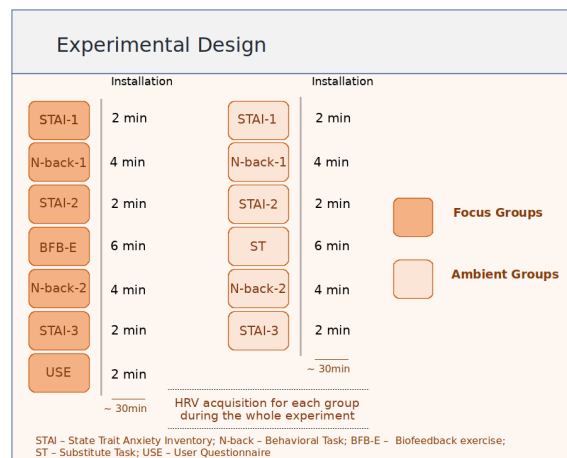 Experimental Design
Installation
STAI-1 2 min
N-back-1 4 min
STAI-2 2 min
BFB-E 6 min
N-back-2 4 min
STAI-3 2 min
USE 2 min
~ 30min
Installation
STAI-1 2 min
N-back-1 4 min
STAI-2 2 min
ST 6 min
N-back-2 4 min
STAI-3 2 min
~ 30min
Focus Groups
Ambient Groups
HRV acquisition for each group
during the whole experiment
STAI – State Trait Anxiety Inventory; N-back – Behavioral Task; BFB-E – Biofeedback exercise;
ST – Substitute Task; USE – User Questionnaire